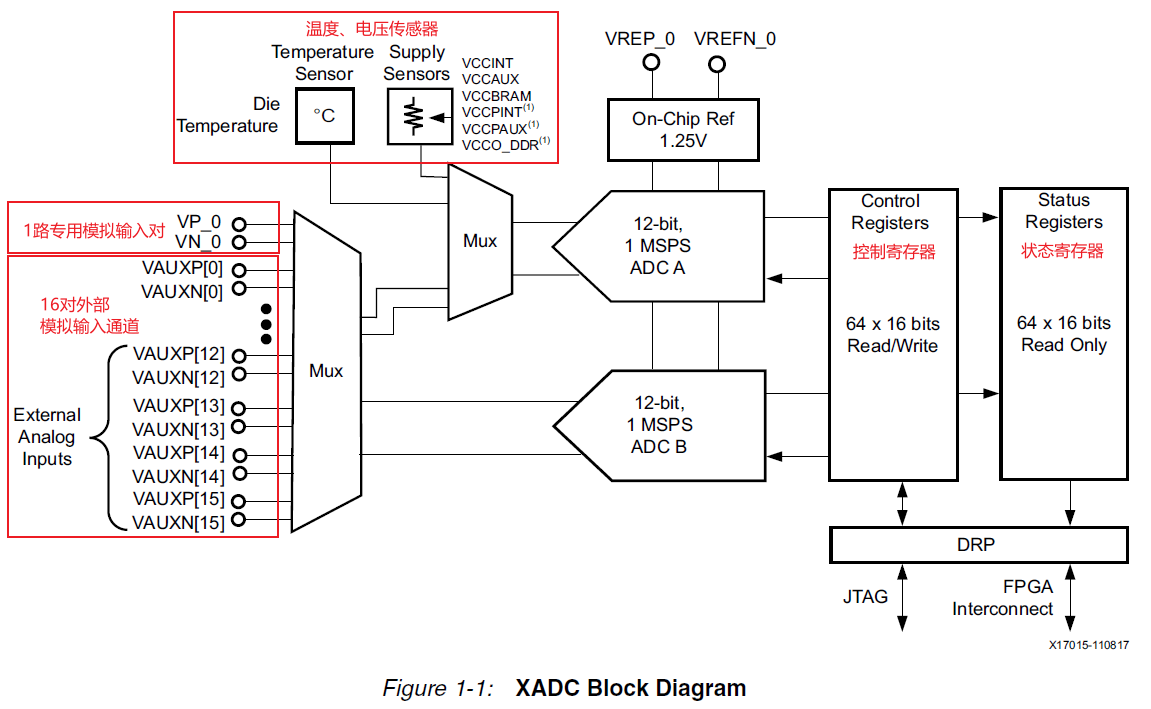 温度、电压传感器
Temperature
Sensor
Supply
Sensors
VCCINT
VCCAUX
VCCBRAM
VCCPINT(1)
VCCPAUX(1)
VCCO_DDR(1)
Die
Temperature
°C
VREP_0
VREFN_0
On-Chip Ref
1.25V
1路专用模拟输入对
VP_0
VN_0
VAUXP[0]
VAUXN[0]
16对外部
模拟输入通道
VAUXP[12]
VAUXN[12]
VAUXP[13]
VAUXN[13]
VAUXP[14]
VAUXN[14]
VAUXP[15]
VAUXN[15]
External
Analog
Inputs
Mux
Mux
12-bit,
1 MSPS
ADC A
12-bit,
1 MSPS
ADC B
Control
Registers
控制寄存器
64 x 16 bits
Read/Write
Status
Registers
状态寄存器
64 x 16 bits
Read Only
DRP
JTAG
FPGA
Interconnect
X17015-110817
Figure 1-1: XADC Block Diagram